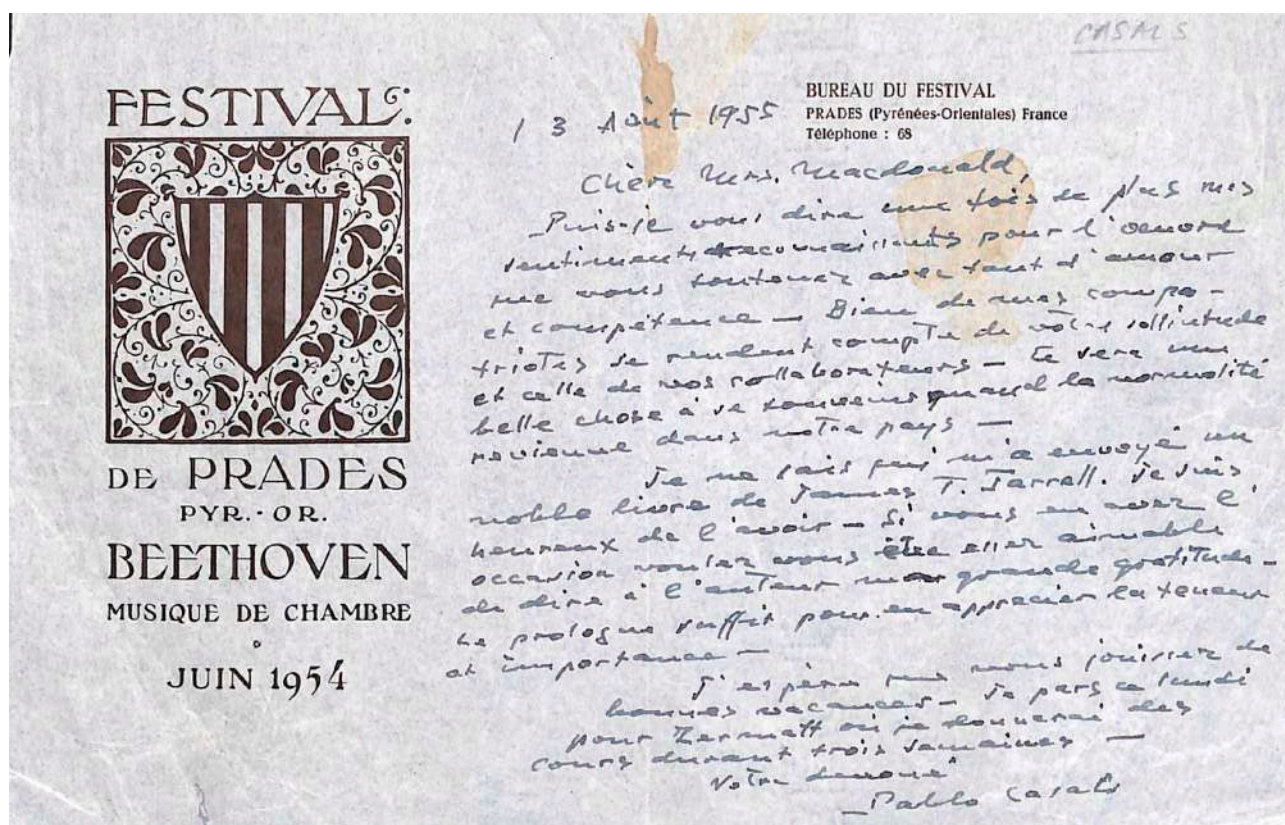 CASALS
FESTIVAL:
DE PRADES
PYR.-OR.
BEETHOVEN
MUSIQUE DE CHAMBRE
JUIN 1954
BUREAU DU FESTIVAL
PRADES (Pyrénées-Orientales) France
Téléphone : 68
13 Août 1955
Chère Mrs. Macdonald,
Puis-je vous dire une fois de plus mes
sentiments reconnaissants pour l'oeuvre
que vous soutenez avec tant d'amour
et compétence — Bien de mes compa-
triotes se rendent compte de vôtre sollicitude
et celle de vos collaborateurs — Ce sera une
belle chose à se souvenir quand la normalité
revienne dans notre pays —
Je ne sais qui m'a envoyé un
noble livre de James T. Farrell. Je suis
heureux de l'avoir — Si vous en avez l'
occasion voulez vous être assez aimable
de dire à l'auteur ma grande gratitude —
Le prologue suffit pour en apprécier la teneur
et importance —
J'espère que vous jouissez de
bonnes vacances — Je pars ce lundi
pour Zermatt où je donnerai des
cours durant trois semaines —
Votre devoué
Pablo Casals